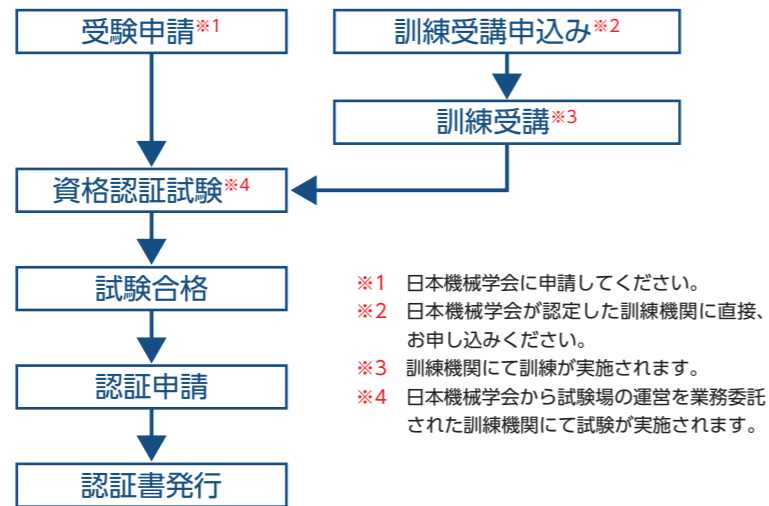 受験申請※1
訓練受講申込み※2
訓練受講※3
資格認証試験※4
試験合格
認証申請
認証書発行
※1 日本機械学会に申請してください。
※2 日本機械学会が認定した訓練機関に直接、
お申し込みください。
※3 訓練機関にて訓練が実施されます。
※4 日本機械学会から試験場の運営を業務委託
された訓練機関にて試験が実施されます。